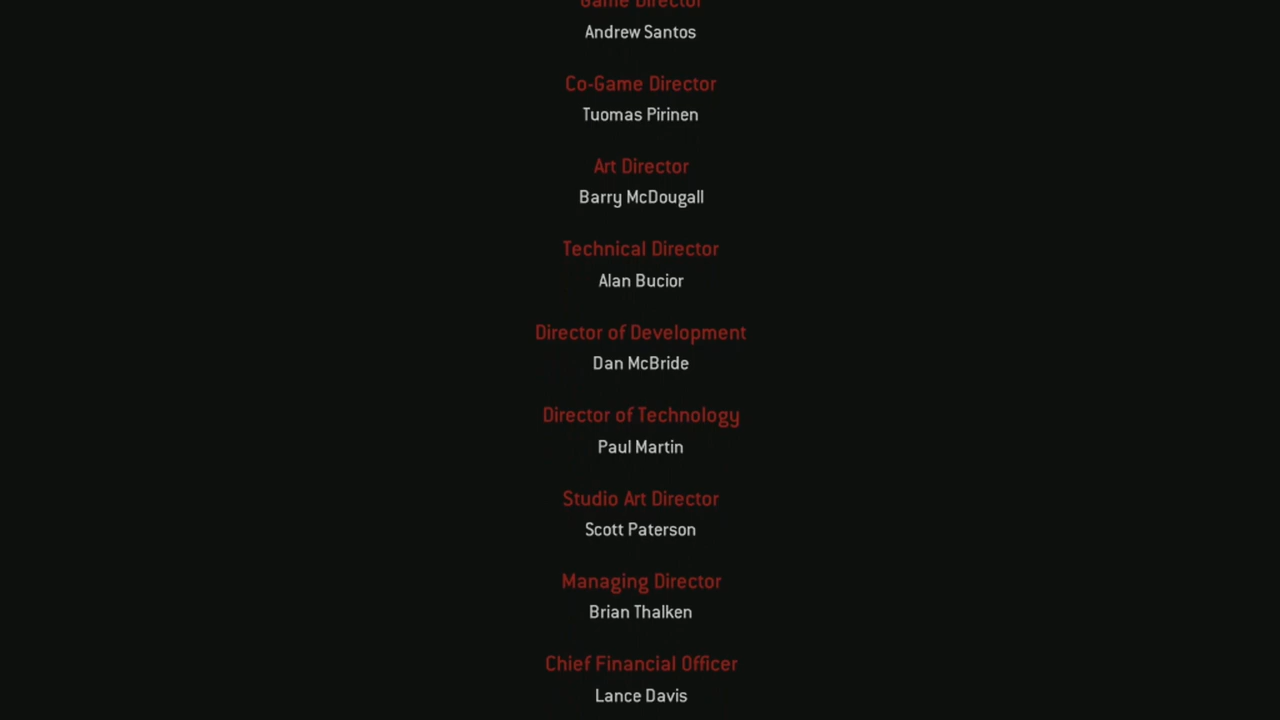 Game Director
Andrew Santos
Co-Game Director
Tuomas Pirinen
Art Director
Barry McDougall
Technical Director
Alan Bucior
Director of Development
Dan McBride
Director of Technology
Paul Martin
Studio Art Director
Scott Paterson
Managing Director
Brian Thalken
Chief Financial Officer
Lance Davis